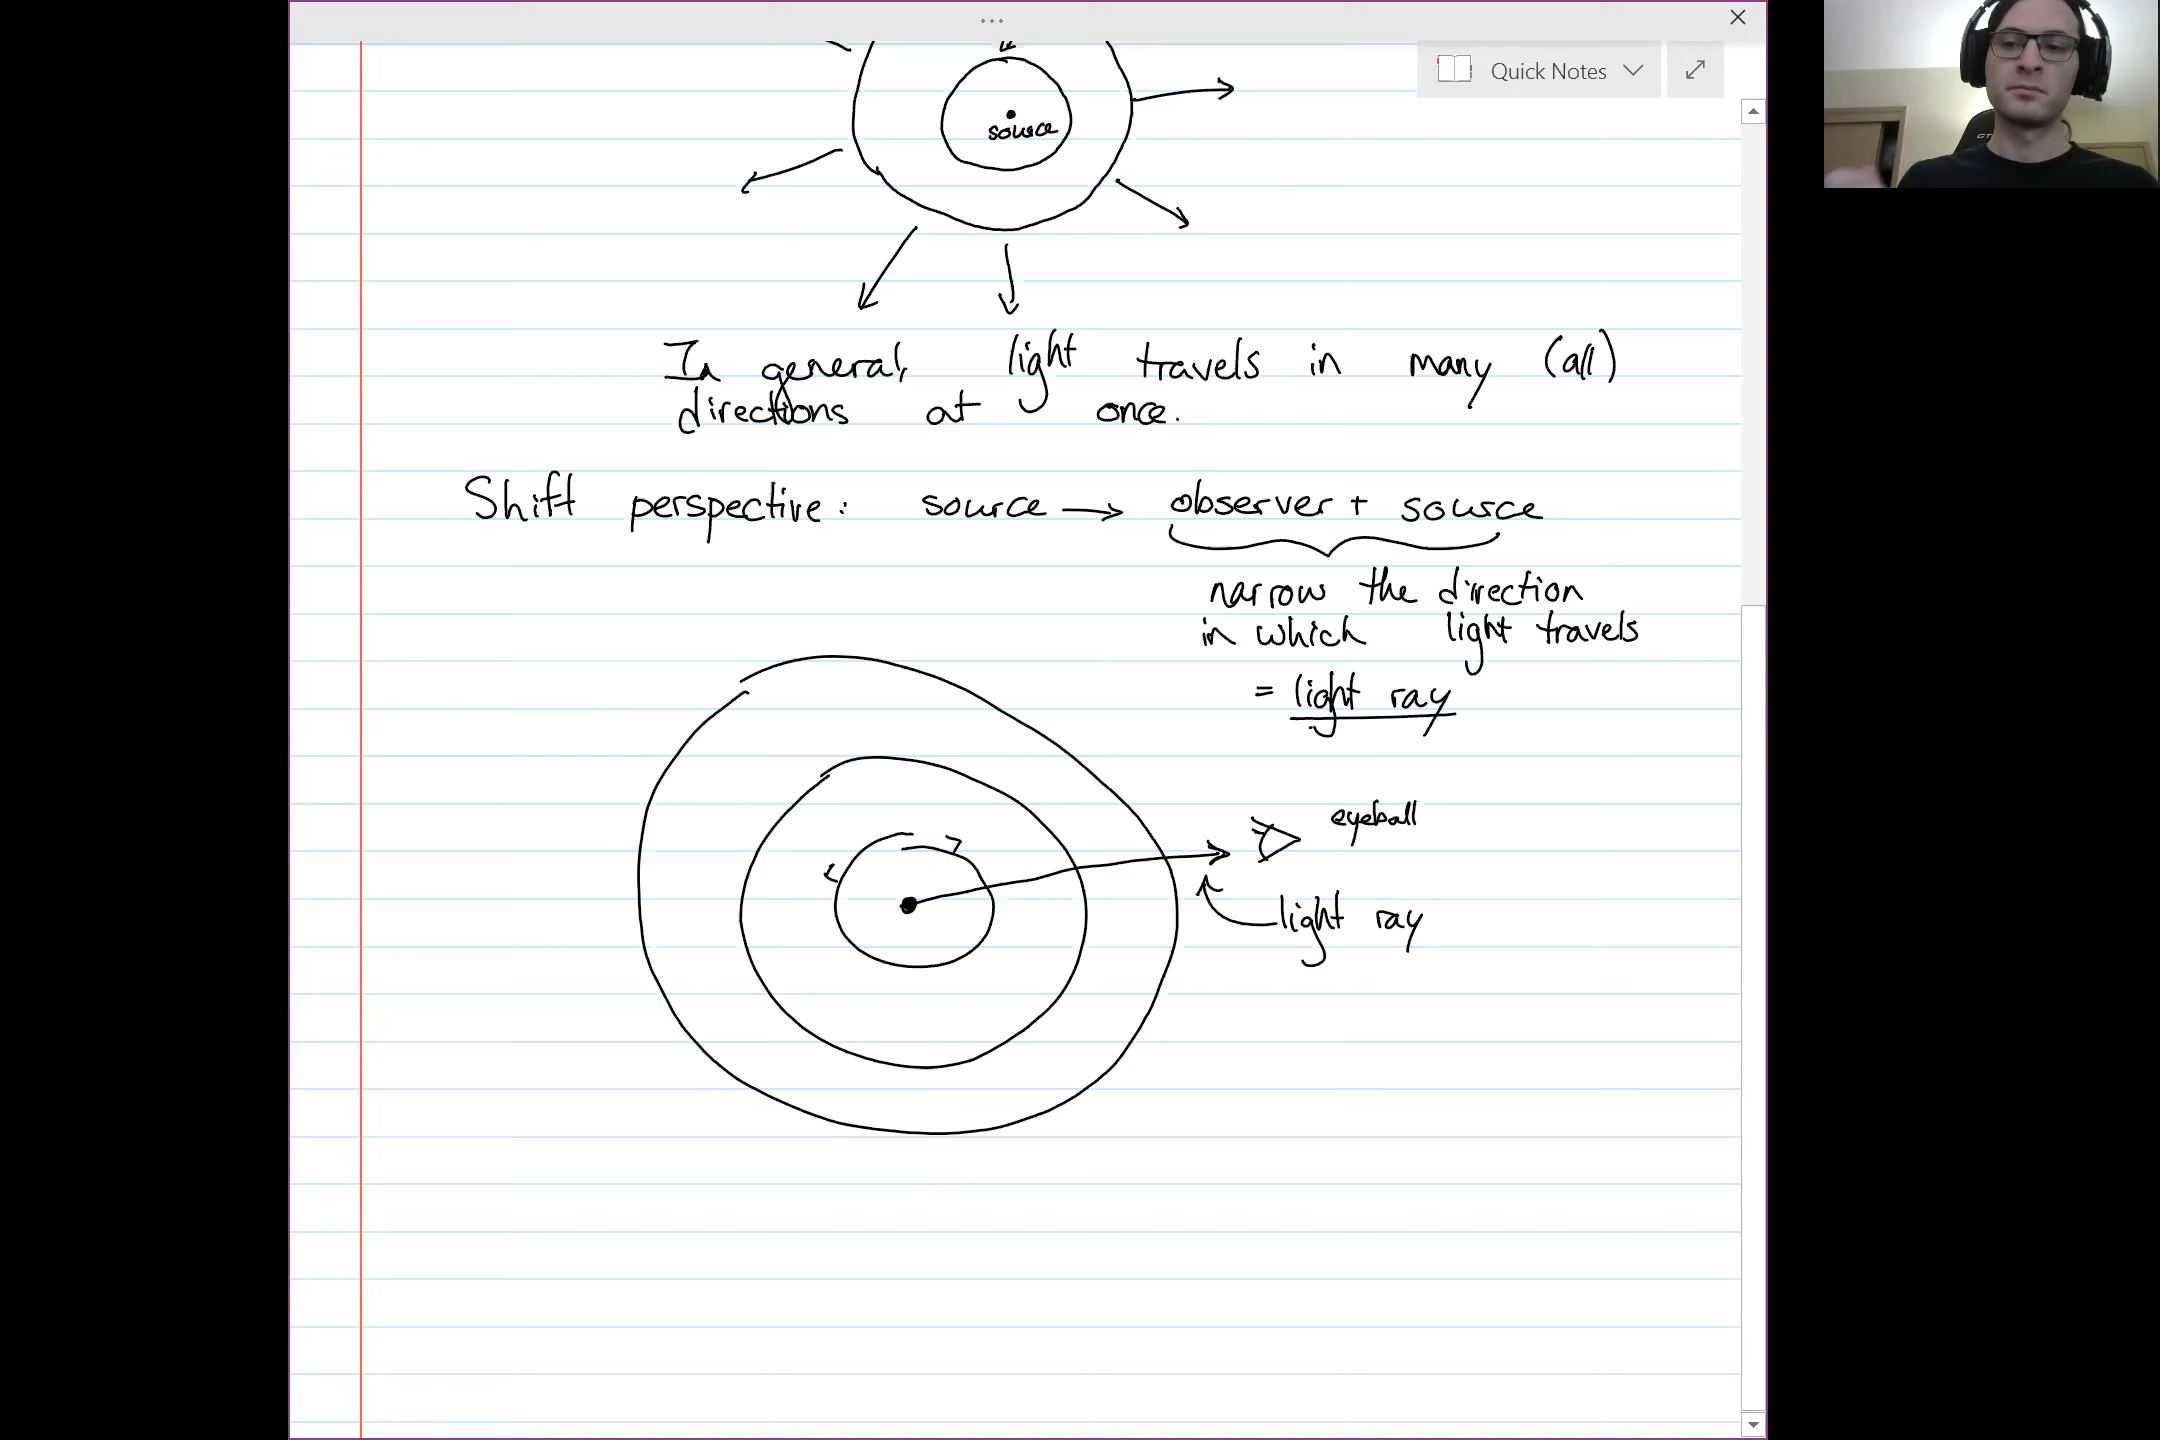 Quick Notes
source
In general, light travels in many (all)
directions at once.
Shift perspective: source → observer + source
narrow the direction
in which light travels
= light ray
eyeball
light ray